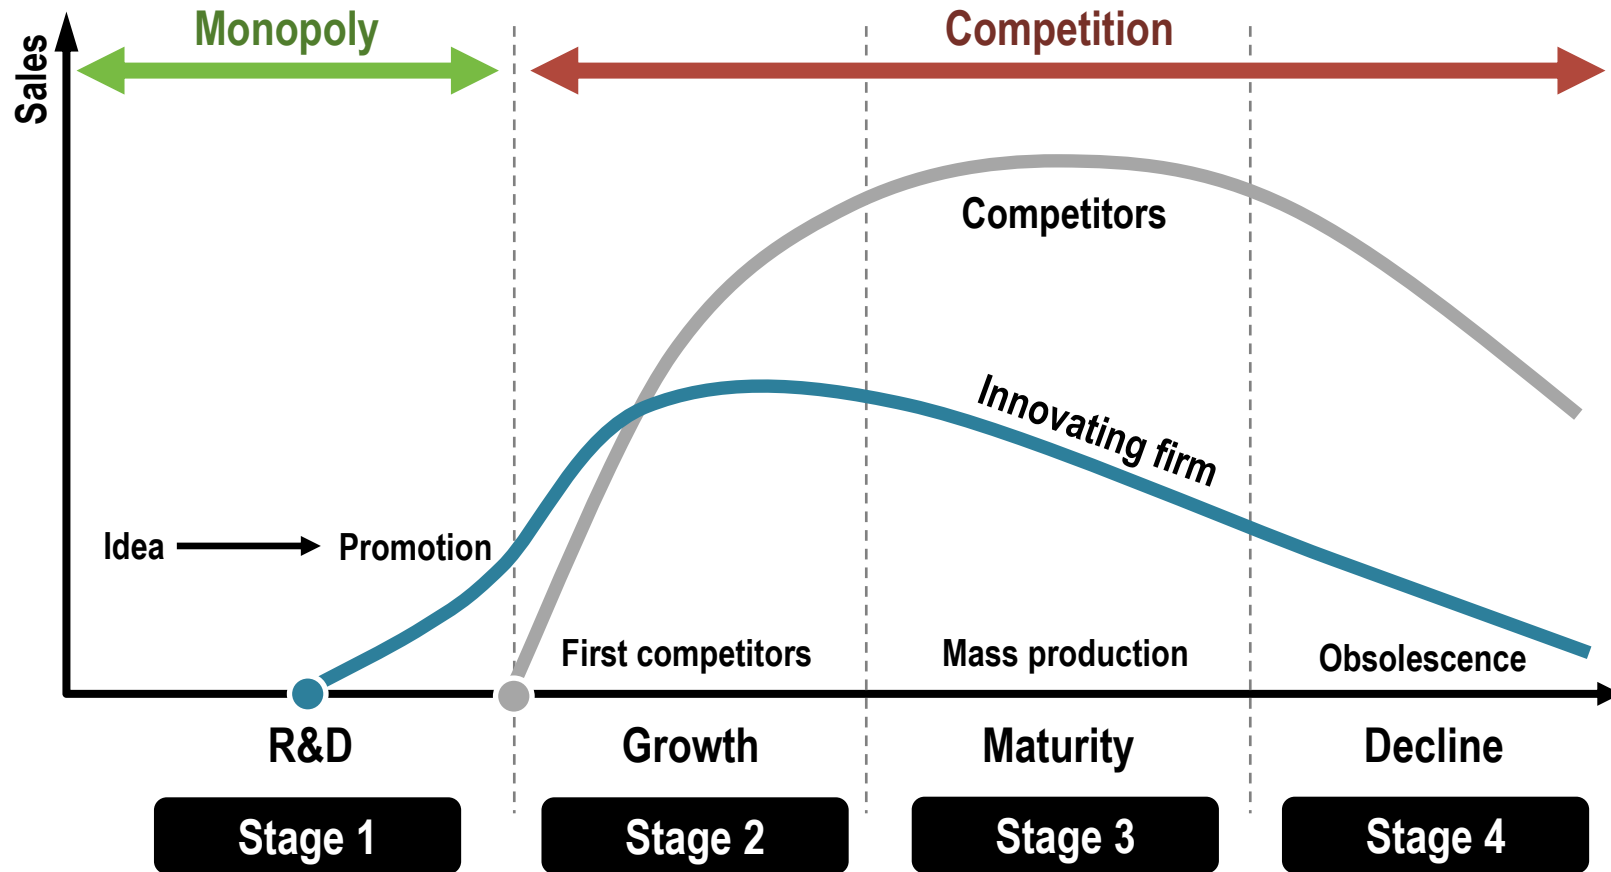 Monopoly
Competition
Sales
Competitors
Innovating firm
Idea
Promotion
First competitors
Mass production
Obsolescence
R&D
Growth
Maturity
Decline
Stage 1
Stage 2
Stage 3
Stage 4